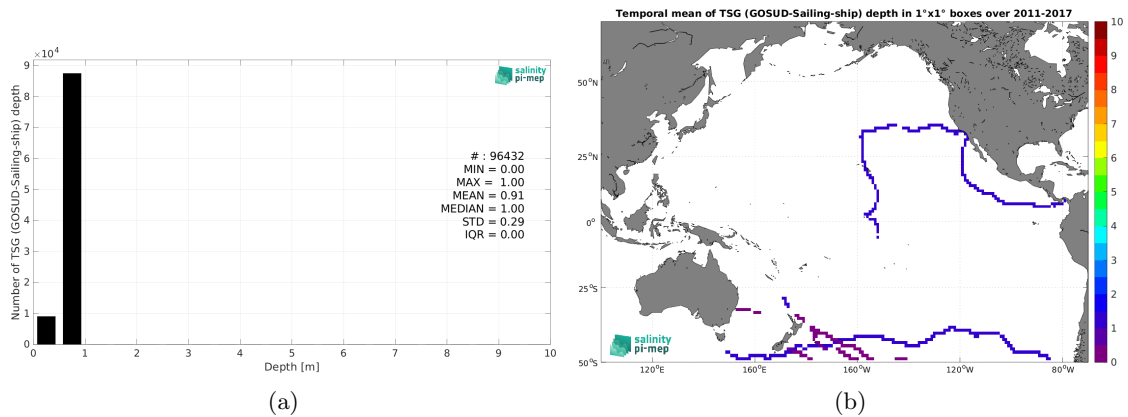 ×10⁴
9
8
7
6
5
4
3
2
1
0
Number of TSG (GOSUD-Sailing-ship) depth
salinity
pi-mep
# : 96432
MIN = 0.00
MAX = 1.00
MEAN = 0.91
MEDIAN = 1.00
STD = 0.29
IQR = 0.00
0 1 2 3 4 5 6 7 8 9 10
Depth [m]
(a)
Temporal mean of TSG (GOSUD-Sailing-ship) depth in 1°x1° boxes over 2011-2017
50°N
25°N
0°
25°S
50°S
salinity
pi-mep
120°E 160°E 160°W 120°W 80°W
10
9
8
7
6
5
4
3
2
1
0
(b)